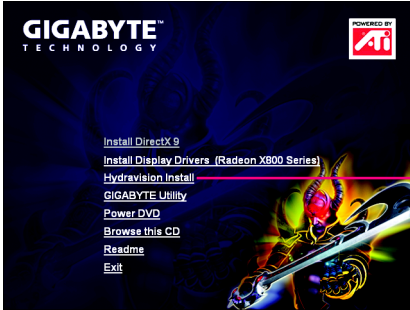 GIGABYTE™
TECHNOLOGY
POWERED BY
ATI
Install DirectX 9
Install Display Drivers (Radeon X800 Series)
Hydravision Install
GIGABYTE Utility
Power DVD
Browse this CD
Readme
Exit